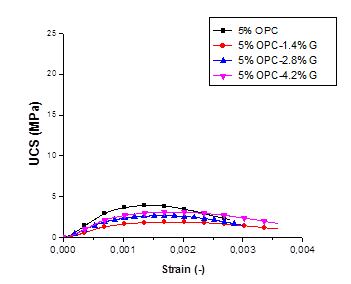 5% OPC
5% OPC-1.4% G
5% OPC-2.8% G
5% OPC-4.2% G
25
20
15
10
5
0
UCS (MPa)
0,000
0,001
0,002
0,003
0,004
Strain (-)